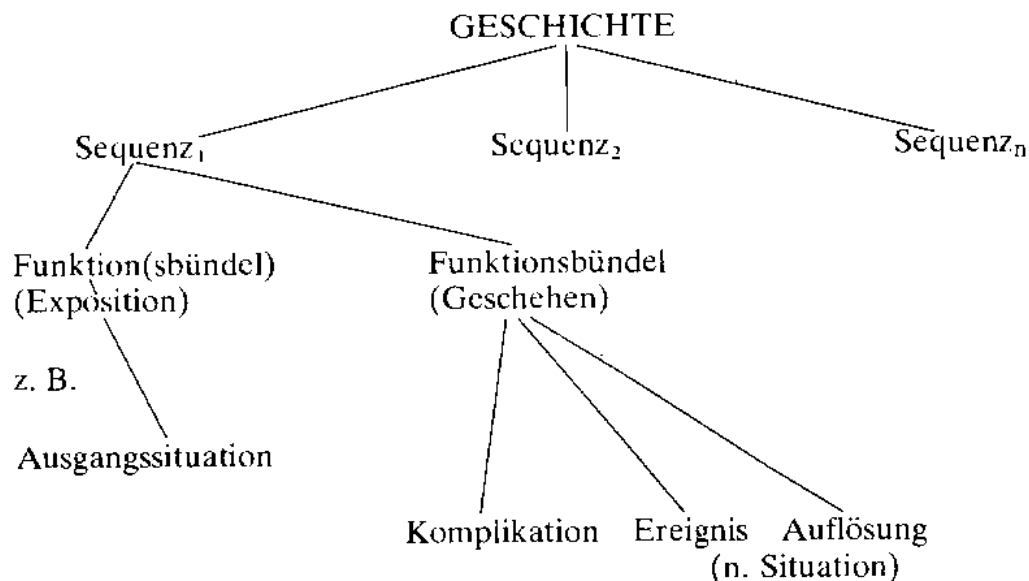 GESCHICHTE
Sequenz₁ Sequenz₂ Sequenzₙ
Funktion(sbündel) Funktionsbündel
(Exposition) (Geschehen)
z. B.
Ausgangssituation
Komplikation Ereignis Auflösung
(n. Situation)